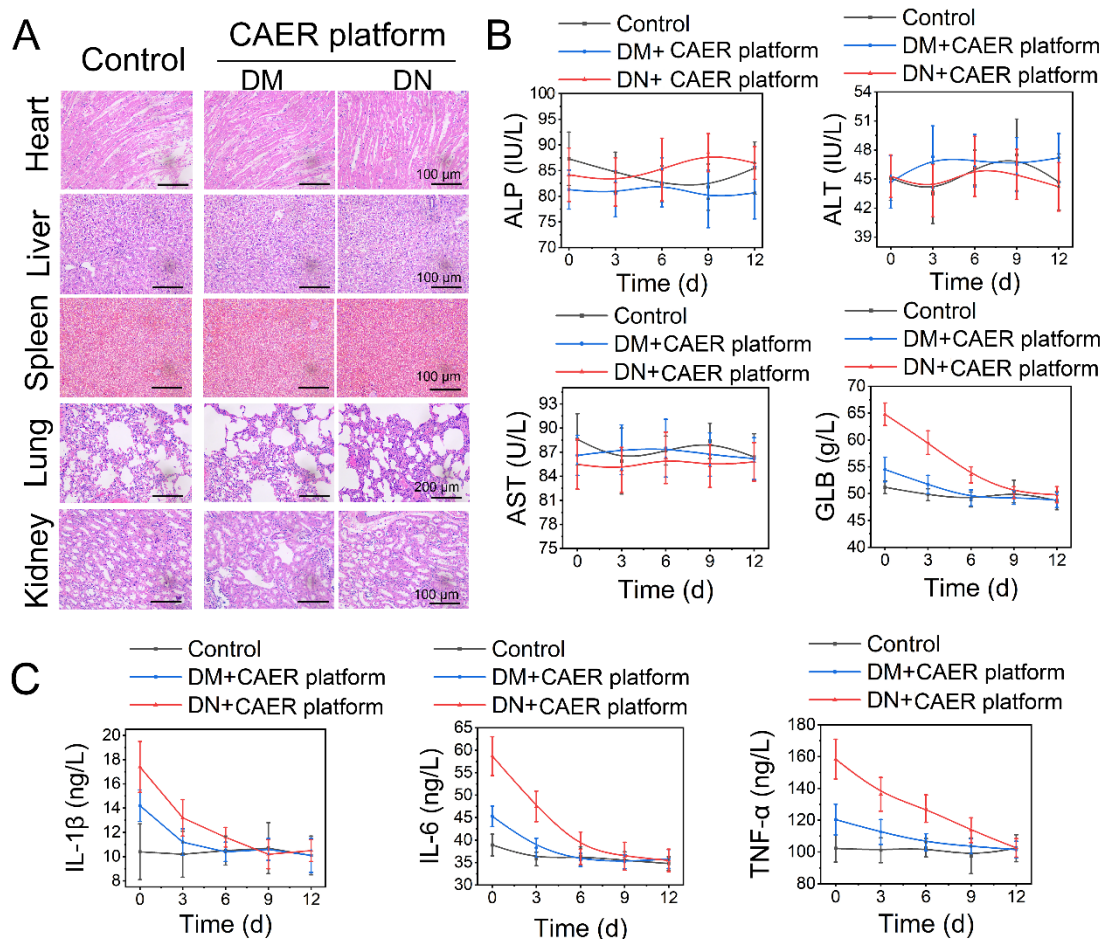 A
Control
CAER platform
DM
DN
Heart
100 μm
Liver
100 μm
Spleen
100 μm
Lung
200 μm
Kidney
100 μm
B
Control
DM+ CAER platform
DN+ CAER platform
ALP (IU/L)
100
95
90
85
80
75
70
0 3 6 9 12
Time (d)
Control
DM+CAER platform
DN+CAER platform
ALT (IU/L)
54
51
48
45
42
39
0 3 6 9 12
Time (d)
Control
DM+CAER platform
DN+CAER platform
AST (U/L)
93
90
87
84
81
78
75
0 3 6 9 12
Time (d)
Control
DM+CAER platform
DN+CAER platform
GLB (g/L)
70
65
60
55
50
45
40
0 3 6 9 12
Time (d)
C
Control
DM+CAER platform
DN+CAER platform
IL-1β (ng/L)
20
18
16
14
12
10
8
0 3 6 9 12
Time (d)
Control
DM+CAER platform
DN+CAER platform
IL-6 (ng/L)
65
60
55
50
45
40
35
30
0 3 6 9 12
Time (d)
Control
DM+CAER platform
DN+CAER platform
TNF-α (ng/L)
180
160
140
120
100
80
0 3 6 9 12
Time (d)